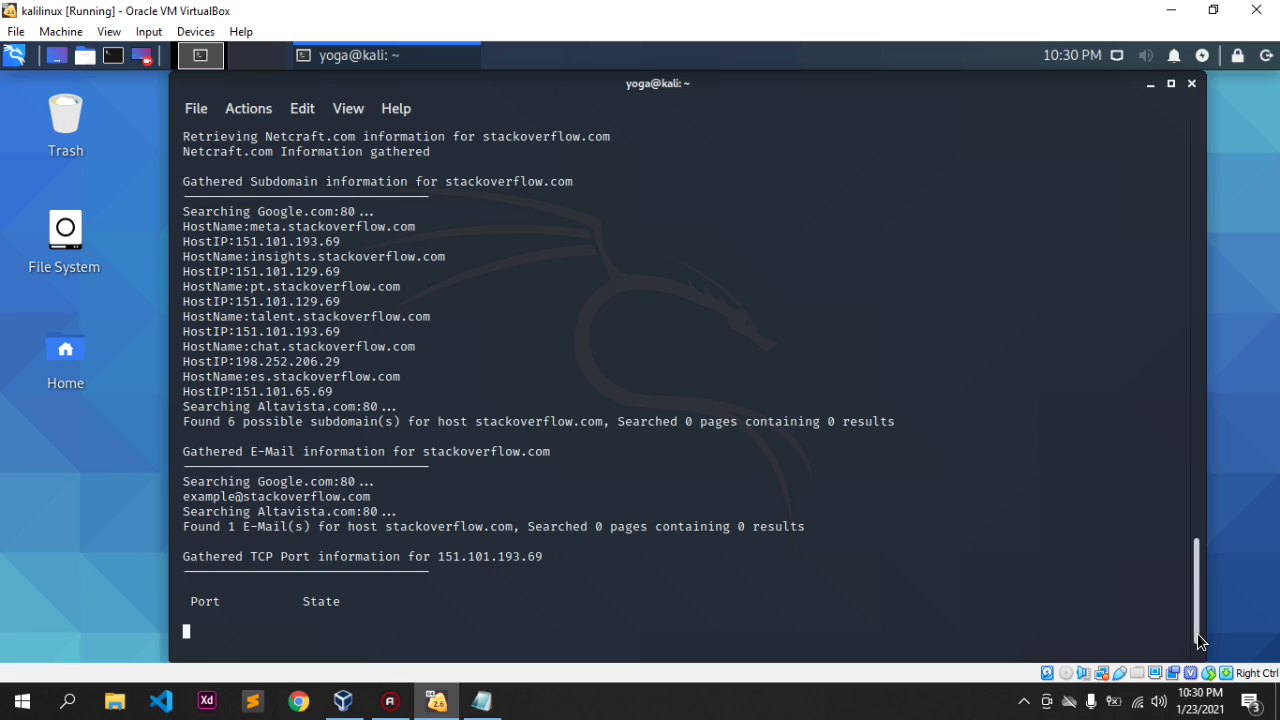 kalilinux [Running] - Oracle VM VirtualBox
File Machine View Input Devices Help
yoga@kali: ~
10:30 PM
yoga@kali: ~
File Actions Edit View Help
Trash
File System
Home
Retrieving Netcraft.com information for stackoverflow.com
Netcraft.com Information gathered
Gathered Subdomain information for stackoverflow.com
Searching Google.com:80...
HostName:meta.stackoverflow.com
HostIP:151.101.193.69
HostName:insights.stackoverflow.com
HostIP:151.101.129.69
HostName:pt.stackoverflow.com
HostIP:151.101.129.69
HostName:talent.stackoverflow.com
HostIP:151.101.193.69
HostName:chat.stackoverflow.com
HostIP:198.252.206.29
HostName:es.stackoverflow.com
HostIP:151.101.65.69
Searching Altavista.com:80...
Found 6 possible subdomain(s) for host stackoverflow.com, Searched 0 pages containing 0 results
Gathered E-Mail information for stackoverflow.com
Searching Google.com:80...
example@stackoverflow.com
Searching Altavista.com:80...
Found 1 E-Mail(s) for host stackoverflow.com, Searched 0 pages containing 0 results
Gathered TCP Port information for 151.101.193.69
Port State
Right Ctrl
Xd
2.6
10:30 PM
1/23/2021
3